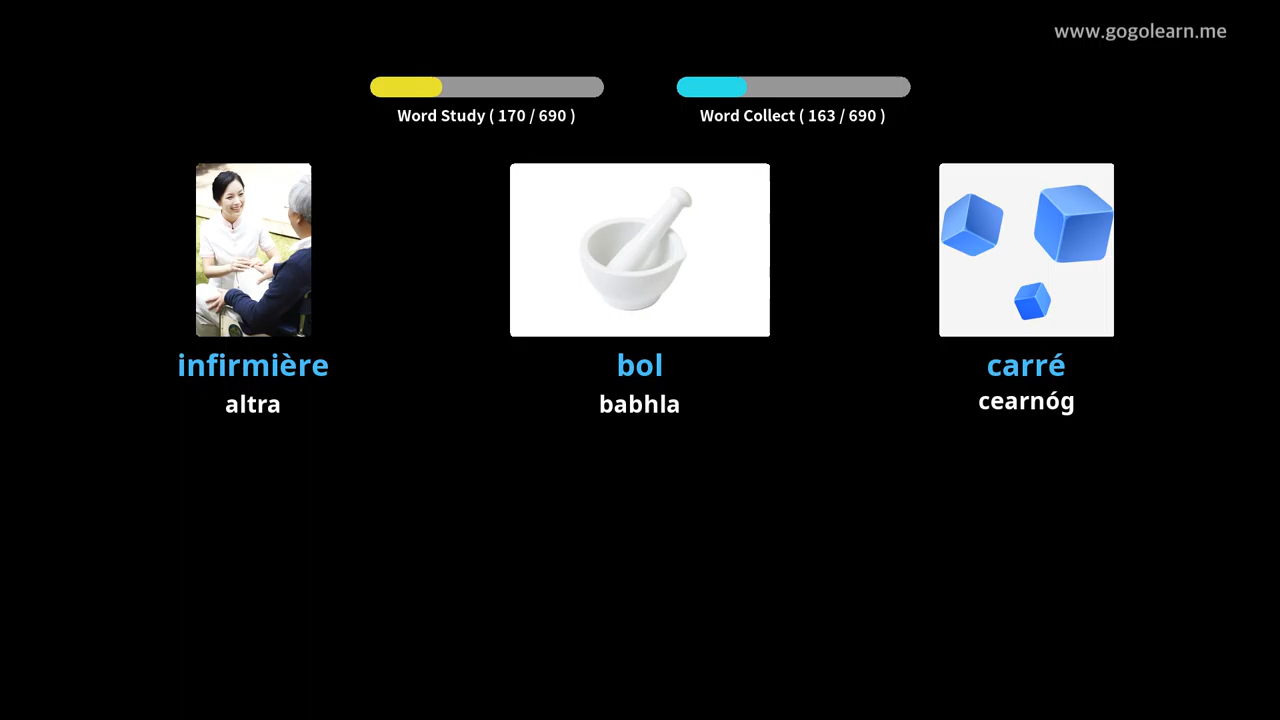 www.gogolearn.me
Word Study ( 170 / 690 )
Word Collect ( 163 / 690 )
infirmière
altra
bol
babhla
carré
cearnóg